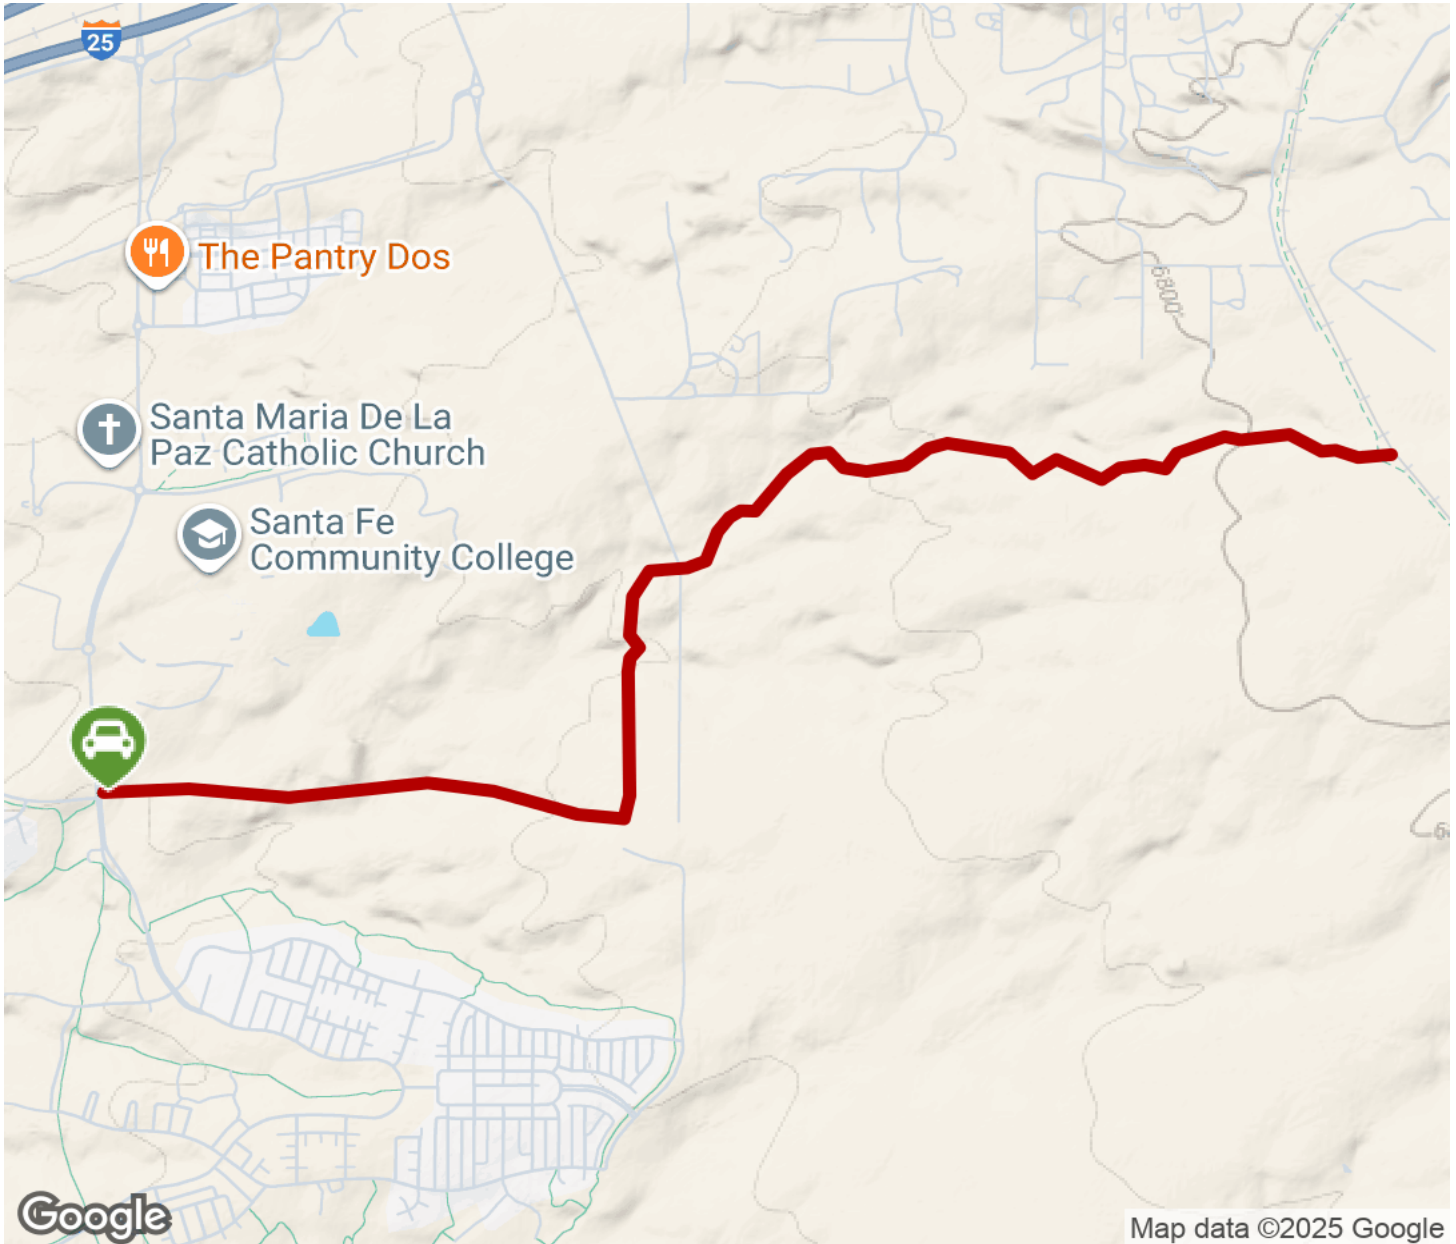 25
The Pantry Dos
Santa Maria De La
Paz Catholic Church
6800'
Santa Fe
Community College
Google
Map data ©2025 Google